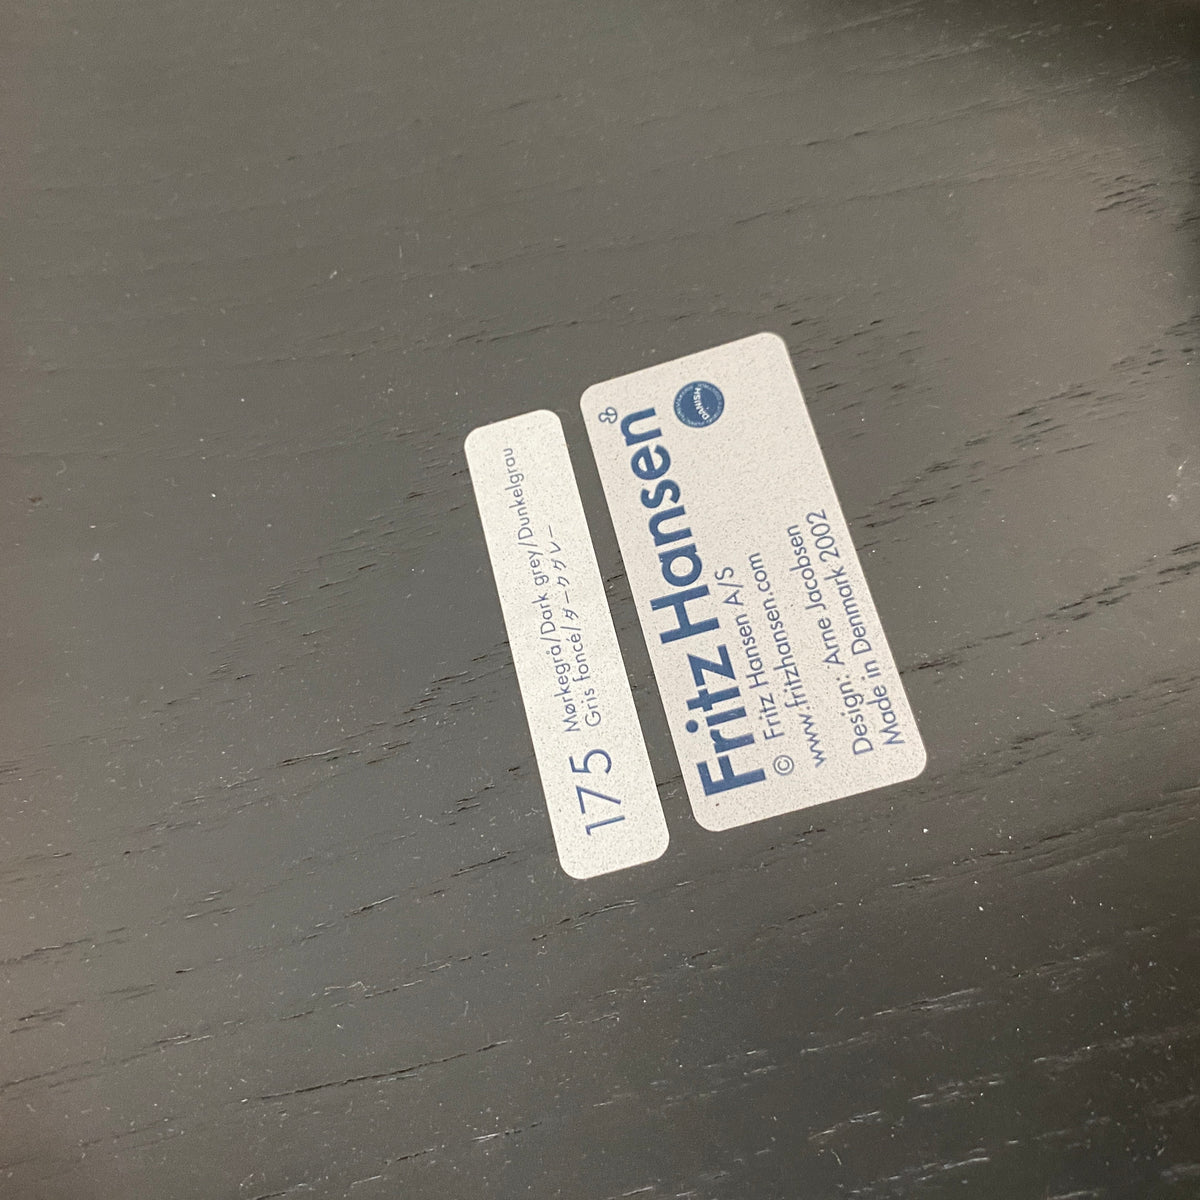 175
Mørkegrå/Dark grey/Dunkelgrau
Gris foncé/ダークグレー
Fritz Hansen
DANISH
© Fritz Hansen A/S
www.fritzhansen.com
Design: Arne Jacobsen
Made in Denmark 2002